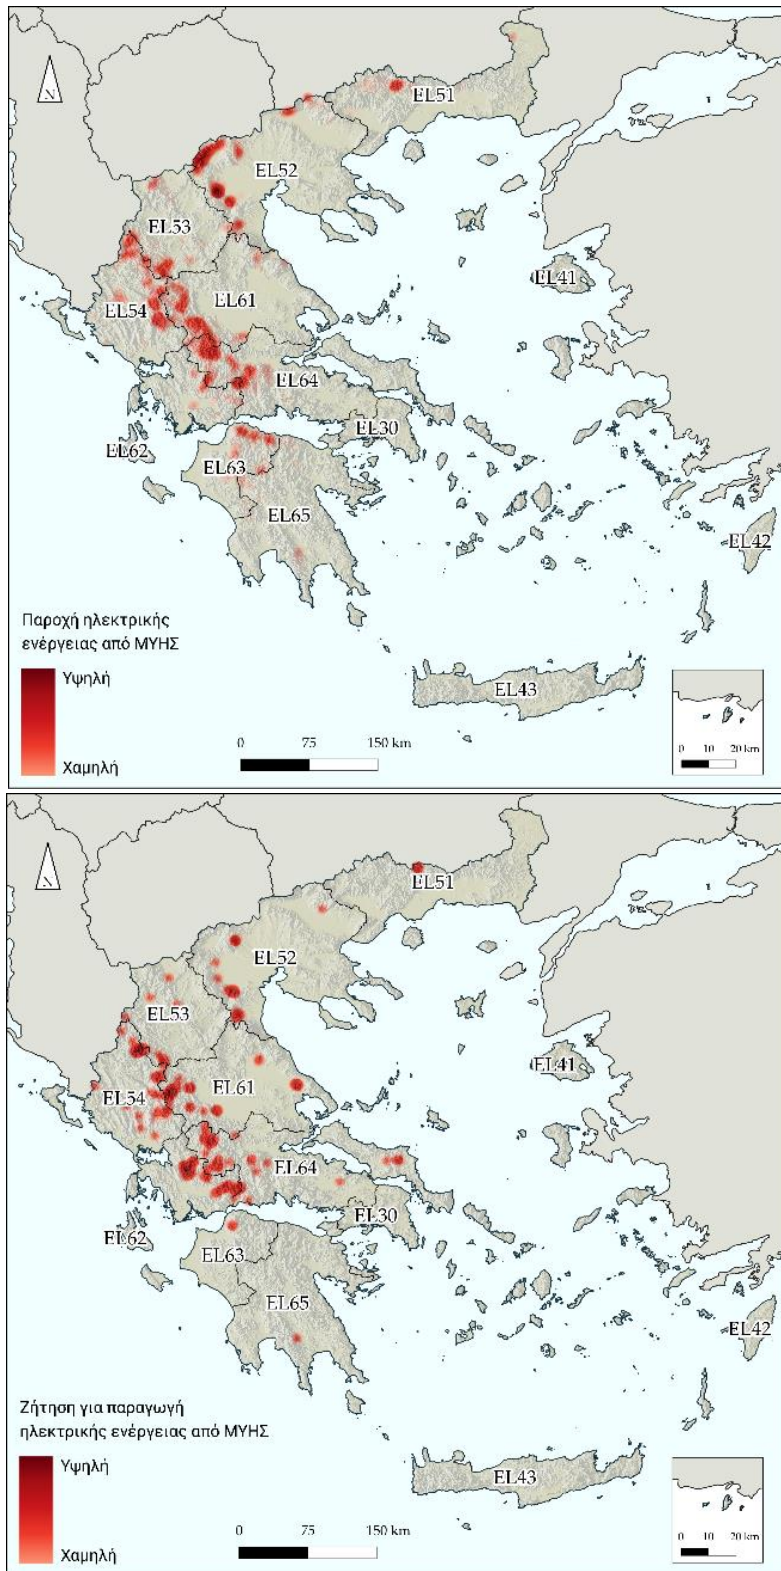 N
EL51
EL52
EL53
EL41
EL54
EL61
EL64
EL30
EL62
EL63
EL65
EL42
Παροχή ηλεκτρικής
ενέργειας από ΜΥΗΣ
Υψηλή
Χαμηλή
EL43
0 75 150 km
0 10 20 km
N
EL51
EL52
EL53
EL41
EL54
EL61
EL64
EL30
EL62
EL63
EL65
EL42
Ζήτηση για παραγωγή
ηλεκτρικής ενέργειας από ΜΥΗΣ
Υψηλή
Χαμηλή
EL43
0 75 150 km
0 10 20 km